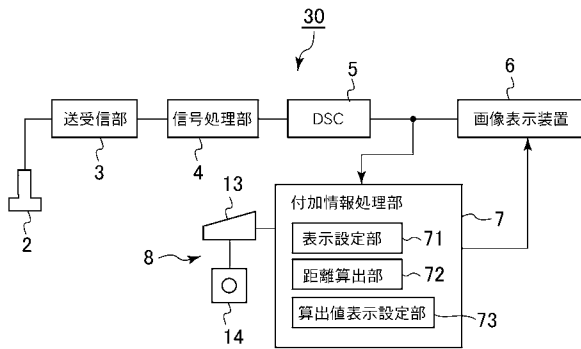 30
送受信部
3
信号処理部
4
5
DSC
6
画像表示装置
2
13
8
14
付加情報処理部
7
表示設定部
71
距離算出部
72
算出値表示設定部
73